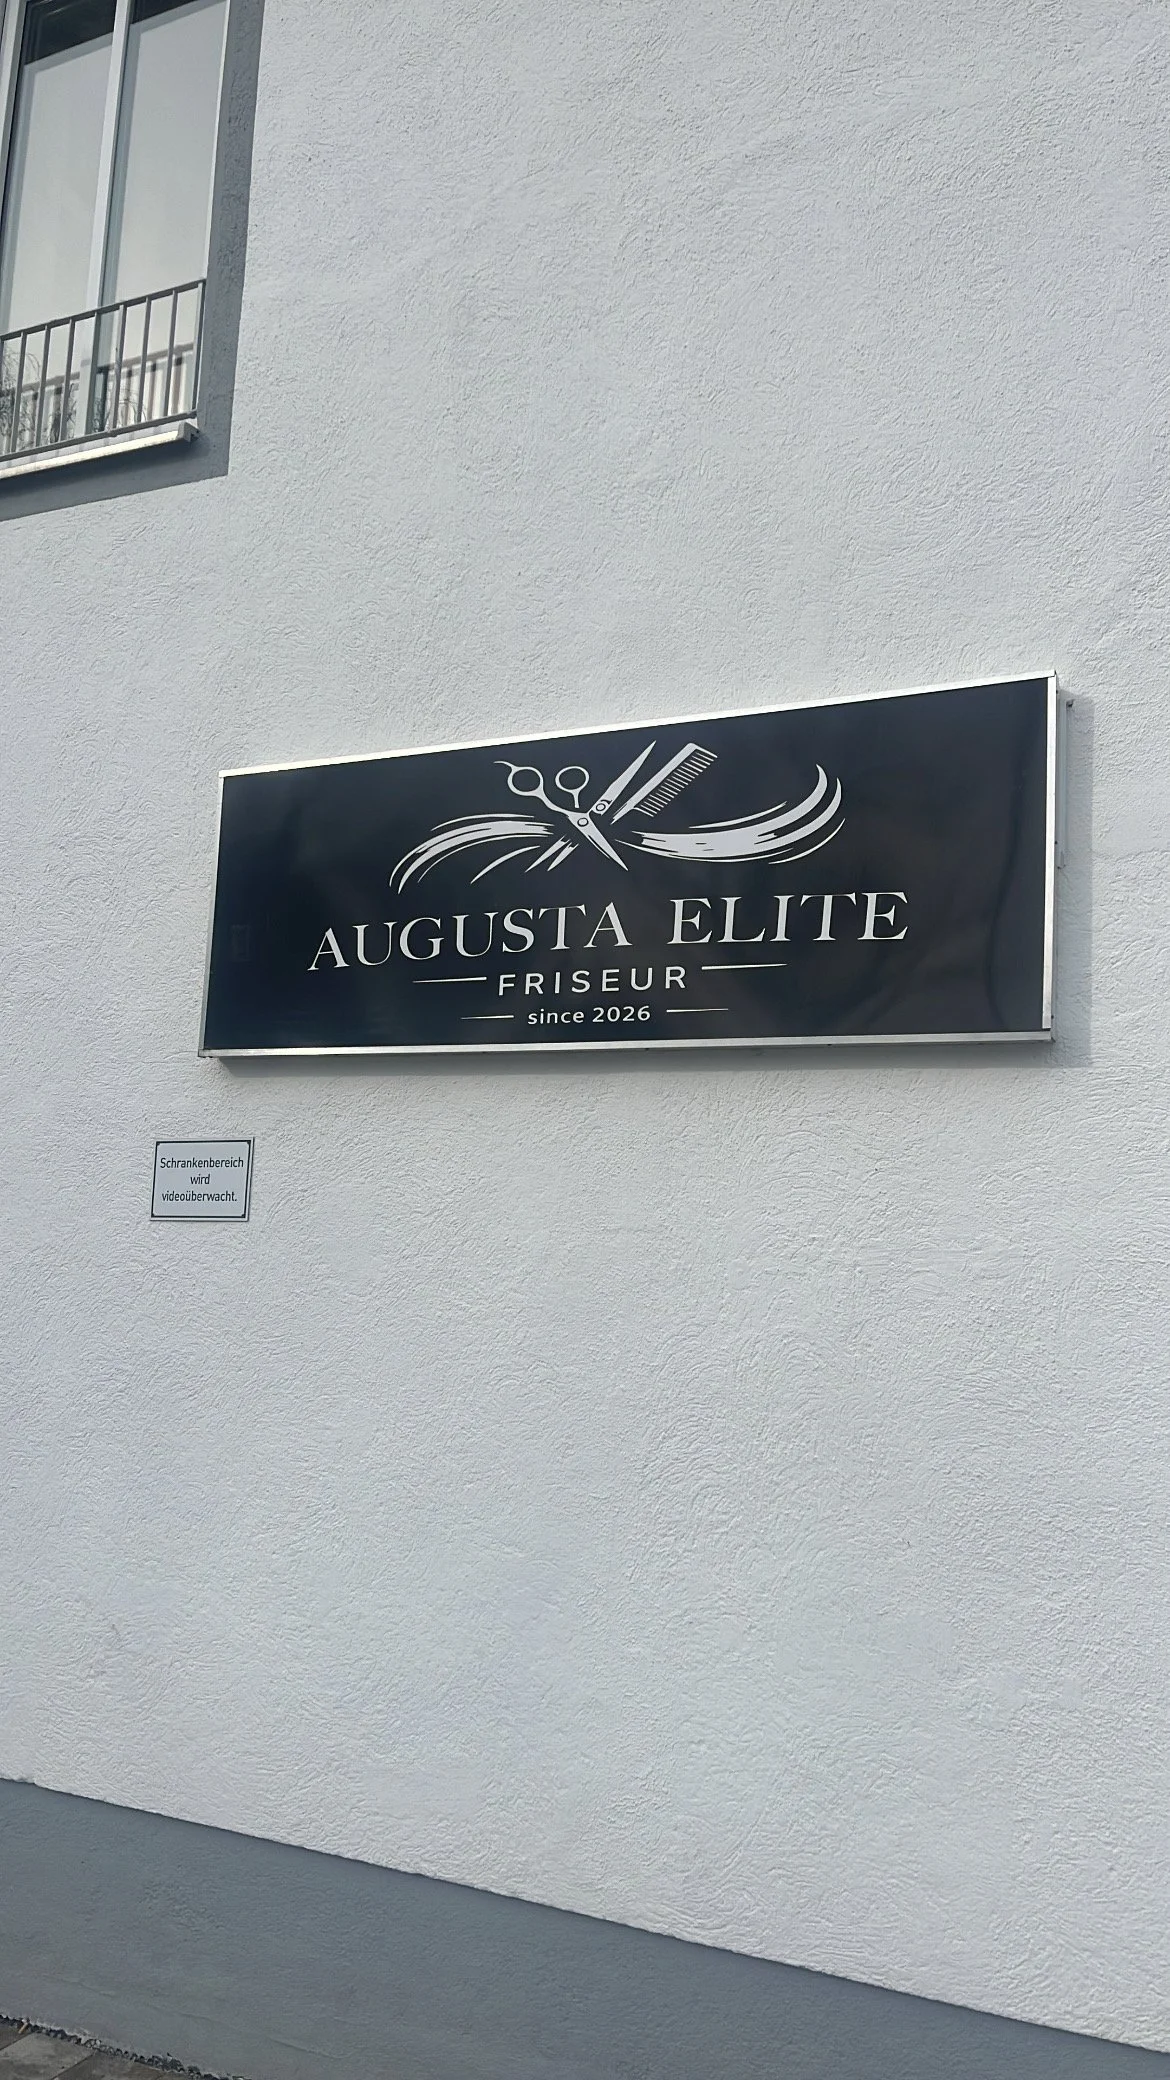 AUGUSTA ELITE
FRISEUR
since 2026
Schrankenbereich
wird
videoüberwacht.